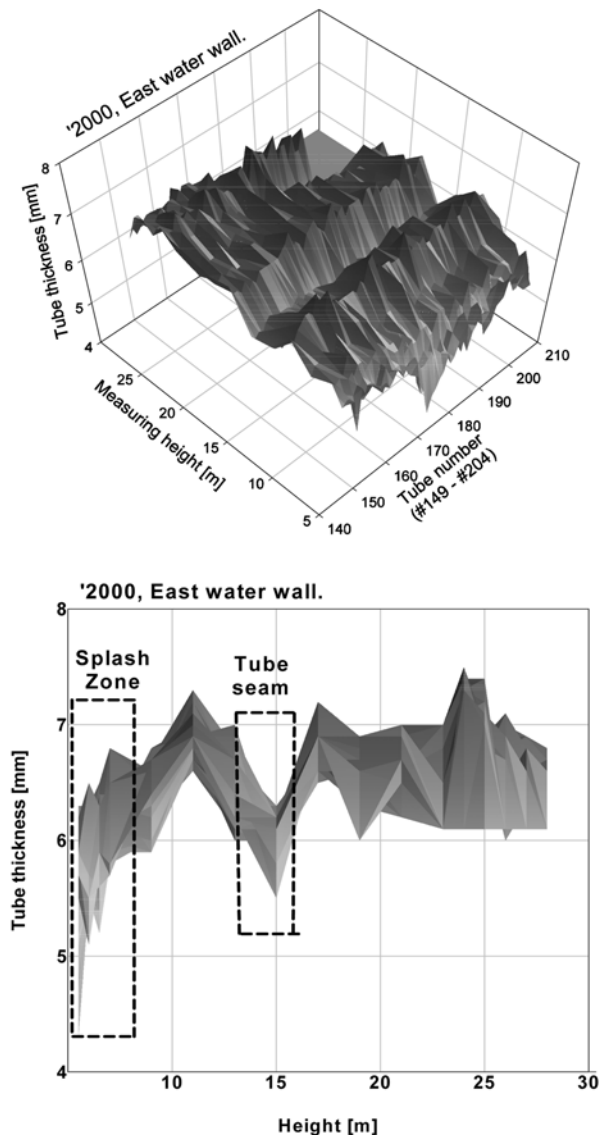 '2000, East water wall.
8
7
6
5
4
Tube thickness [mm]
25
20
15
10
5
Measuring height [m]
140
150
160
170
180
190
200
210
Tube number
(#149 - #204)
'2000, East water wall.
8
7
6
5
4
Tube thickness [mm]
Splash
Zone
Tube
seam
10
15
20
25
30
Height [m]